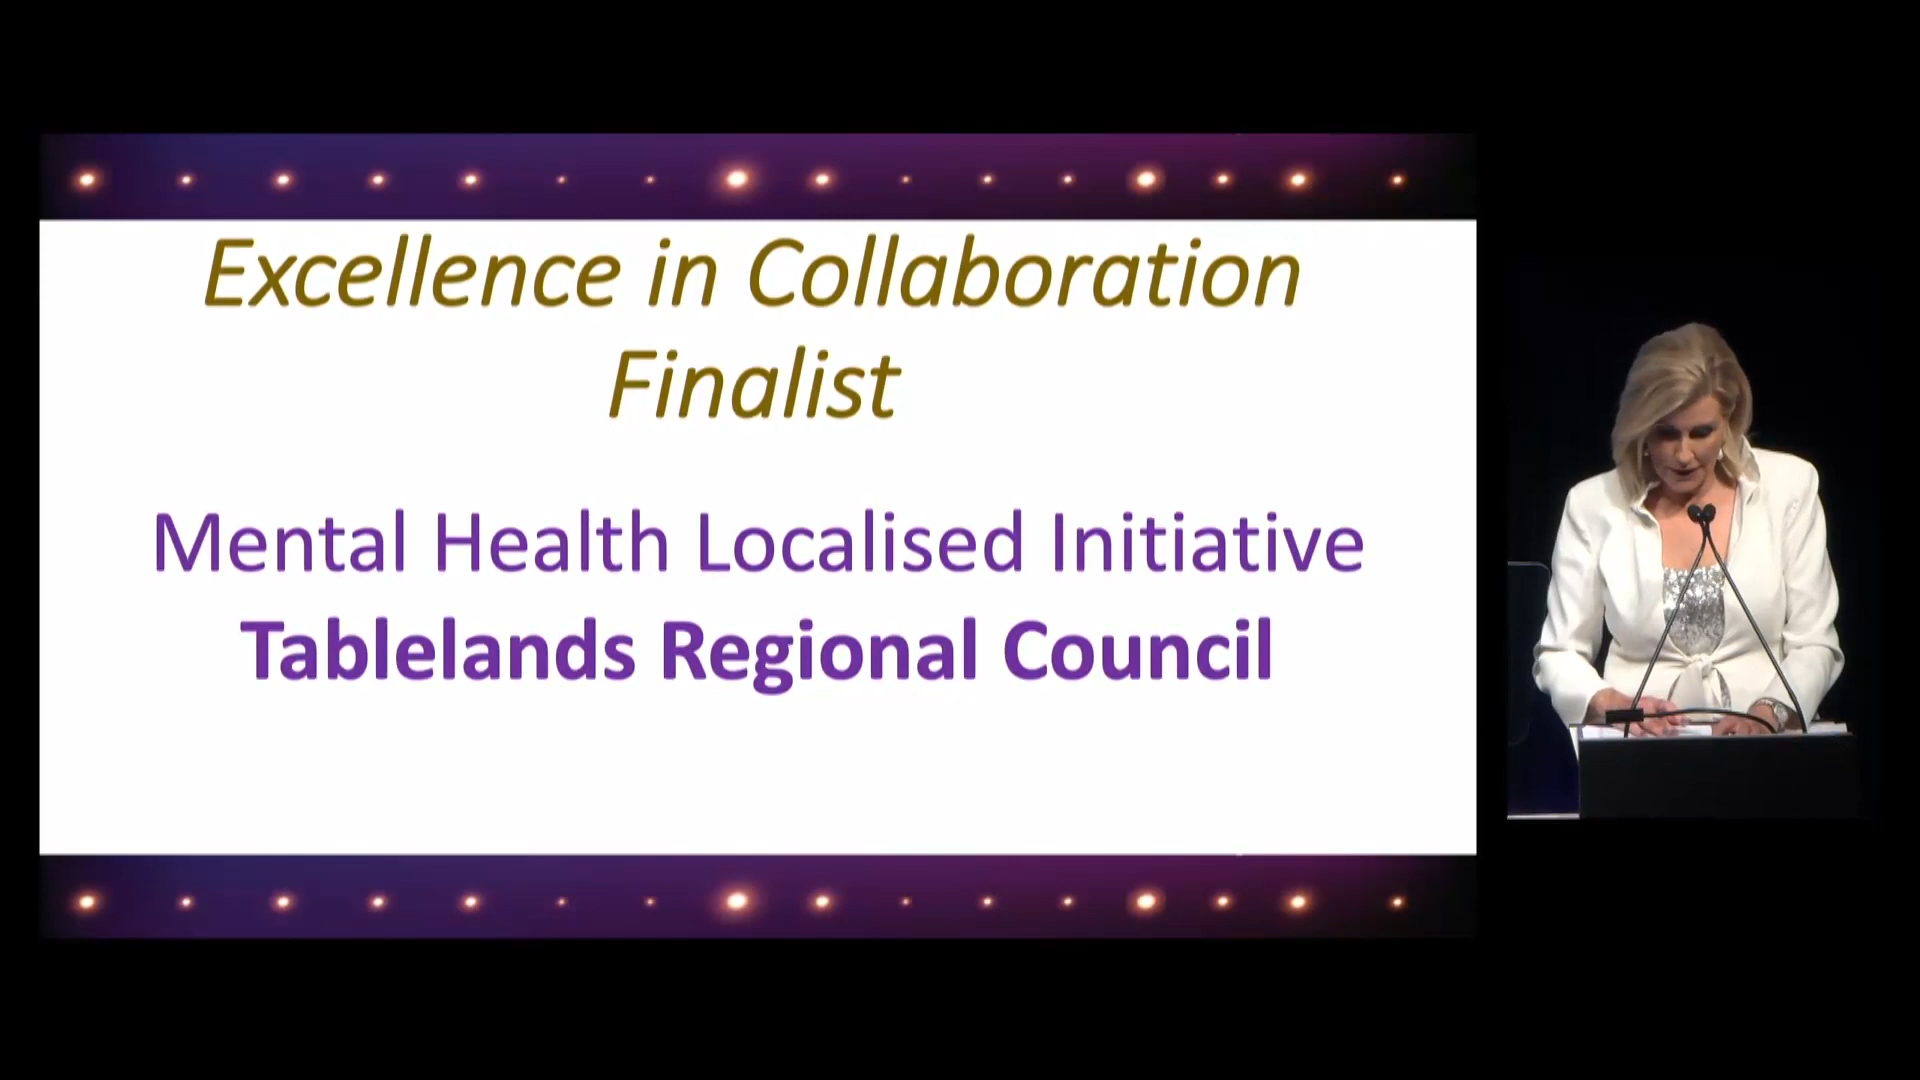 Excellence in Collaboration
Finalist
Mental Health Localised Initiative
Tablelands Regional Council